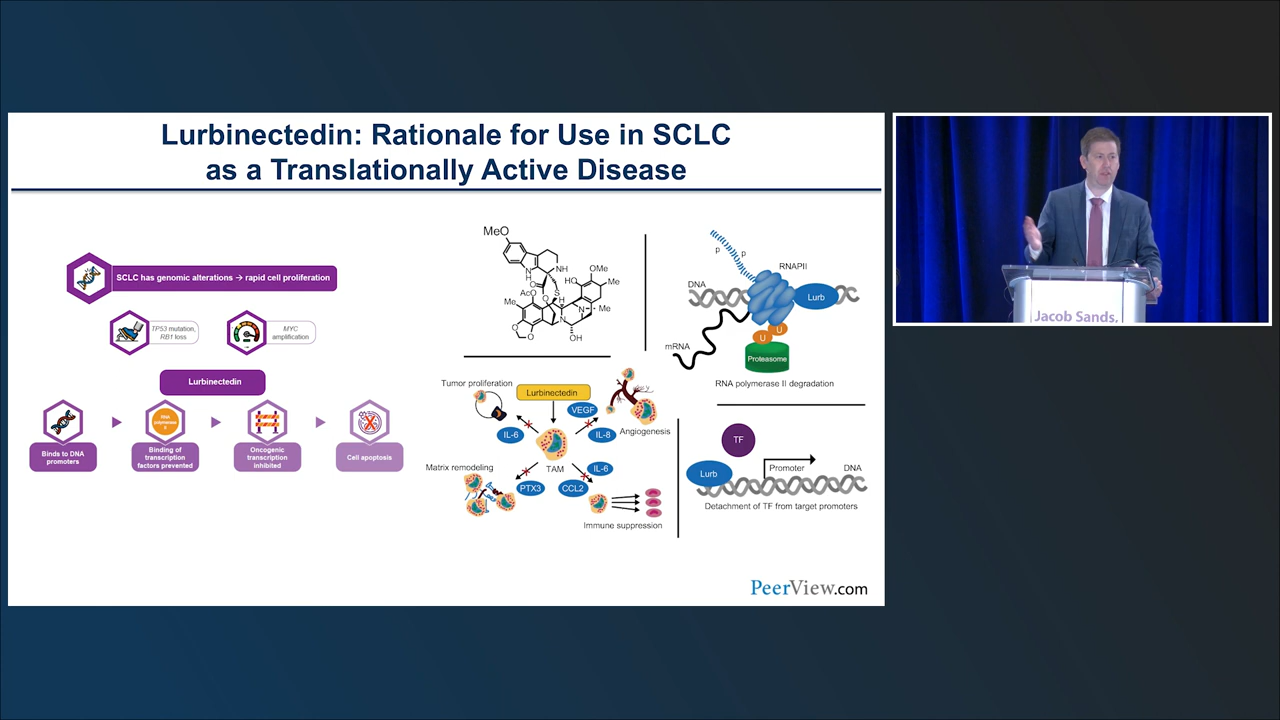 Lurbinectedin: Rationale for Use in SCLC
as a Translationally Active Disease
SCLC has genomic alterations → rapid cell proliferation
TP53 mutation,
RB1 loss
MYC
amplification
Lurbinectedin
RNA
polymerase
II
Binds to DNA
promoters
Binding of
transcription
factors prevented
Oncogenic
transcription
inhibited
Cell apoptosis
MeO
NH
N
H
O
AcO
Me
O
O
S
H
HO
OMe
Me
N
Me
N
OH
p
p
RNAPII
DNA
Lurb
mRNA
U
U
Proteasome
RNA polymerase II degradation
Tumor proliferation
Lurbinectedin
VEGF
IL-6
IL-8
Angiogenesis
Matrix remodeling
TAM
IL-6
PTX3
CCL2
Immune suppression
TF
Lurb
Promoter
DNA
Detachment of TF from target promoters
PeerView.com
Jacob Sands,